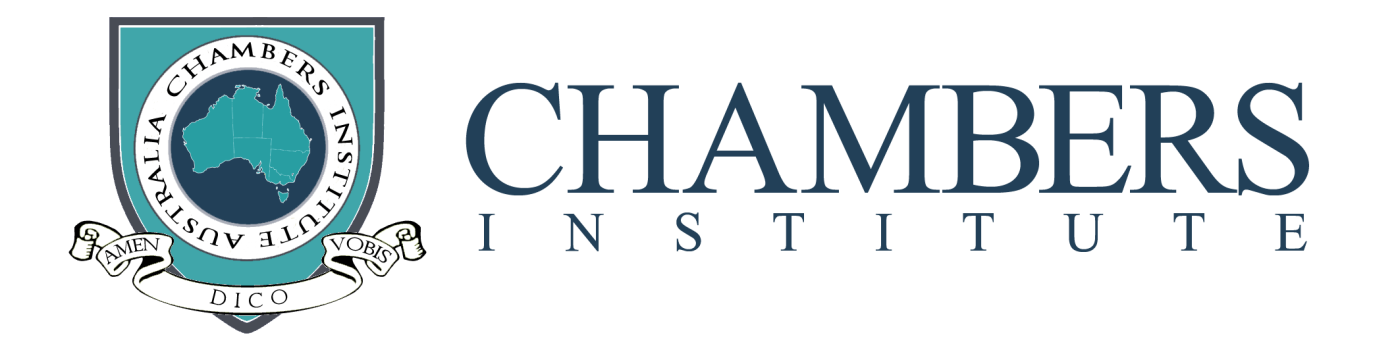 CHAMBERS INSTITUTE AUSTRALIA
AMEN DICO VOBIS
CHAMBERS
INSTITUTE